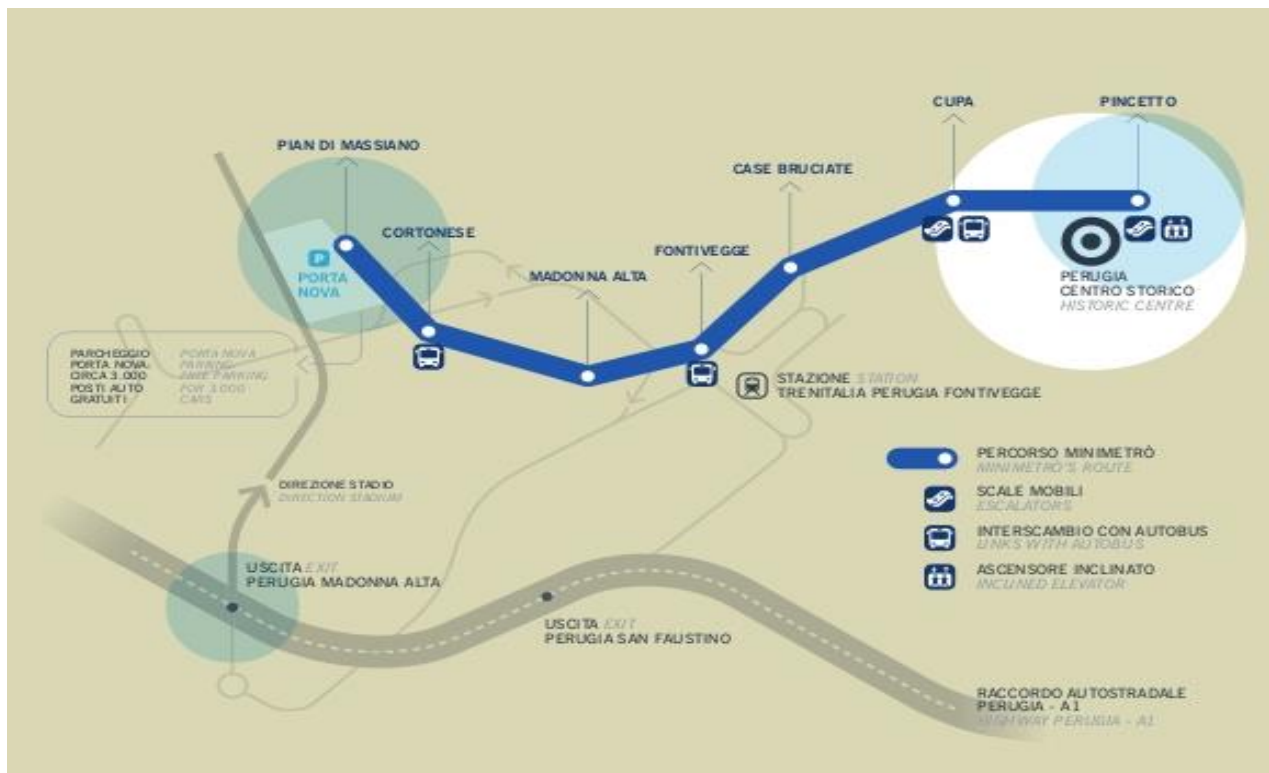 CUPA
PINCETTO
PIAN DI MASSIANO
CASE BRUCIATE
CORTONESE
FONTIVEGGE
MADONNA ALTA
P
PORTA
NOVA
PERUGIA
CENTRO STORICO
HISTORIC CENTRE
PARCHEGGIO
PORTA NOVA:
CIRCA 3.000
POSTI AUTO
GRATUITI
PORTA NOVA
PARKING:
FREE PARKING
FOR 3.000
CARS
STAZIONE STATION
TRENITALIA PERUGIA FONTIVEGGE
PERCORSO MINIMETRÒ
MINIMETRÒ'S ROUTE
SCALE MOBILI
ESCALATORS
INTERSCAMBIO CON AUTOBUS
LINKS WITH AUTOBUS
ASCENSORE INCLINATO
INCLINED ELEVATOR
DIREZIONE STADIO
DIRECTION STADIUM
USCITA EXIT
PERUGIA MADONNA ALTA
USCITA EXIT
PERUGIA SAN FAUSTINO
RACCORDO AUTOSTRADALE
PERUGIA - A1
HIGHWAY PERUGIA - A1